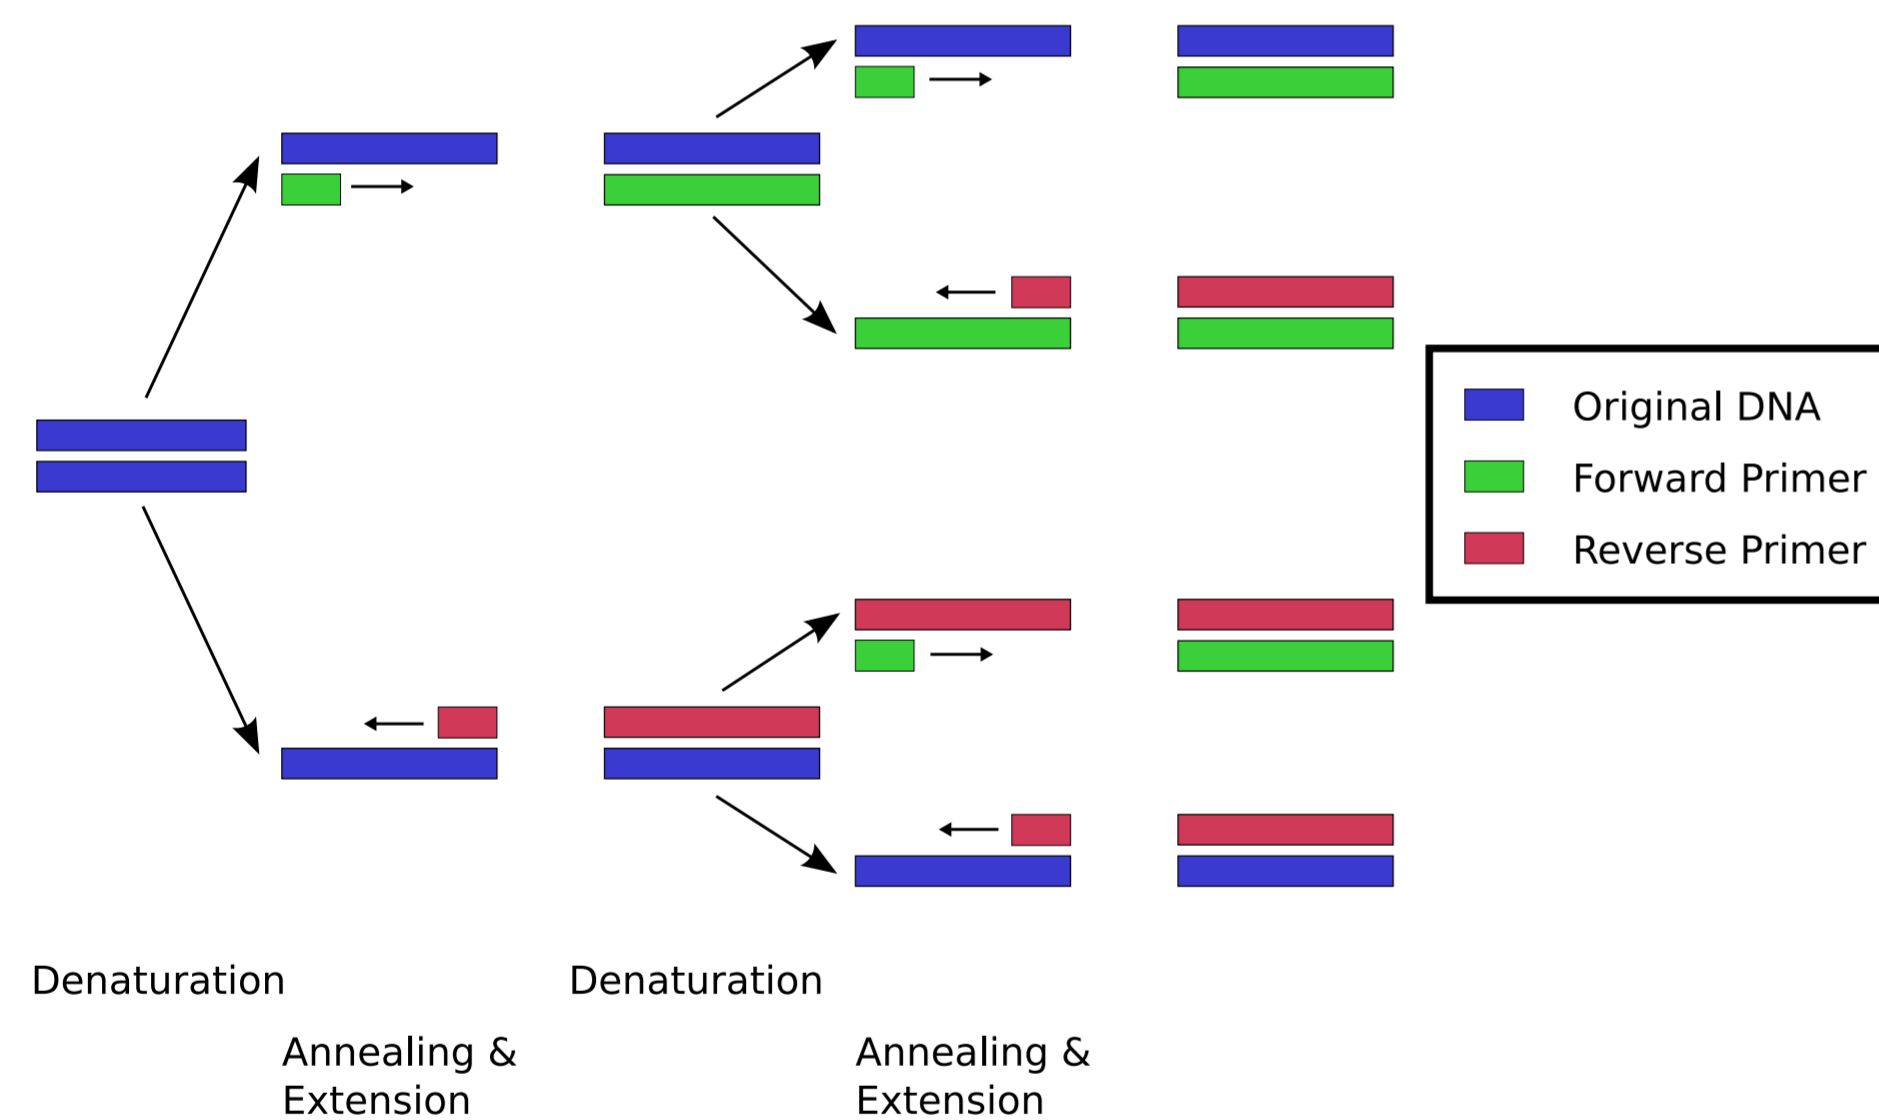 Original DNA
Forward Primer
Reverse Primer
Denaturation
Denaturation
Annealing &
Extension
Annealing &
Extension